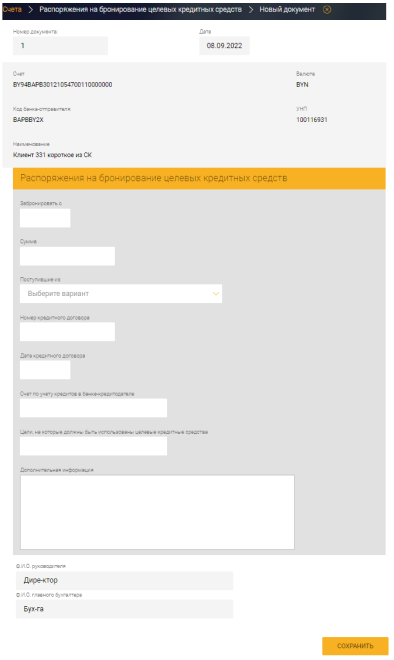 Счета > Распоряжения на бронирование целевых кредитных средств > Новый документ
Номер документа
Дата
1
08.09.2022
Счет
Валюта
BY94BAPB30121054700110000000
BYN
Код банка-отправителя
УНП
BAPBBY2X
100116931
Наименование
Клиент 331 короткое из СК
Распоряжения на бронирование целевых кредитных средств
Забронировать с
Сумма
Поступившие из
Выберите вариант
Номер кредитного договора
Дата кредитного договора
Счет по учету кредитов в банке-кредитодателе
Цели, на которые должны быть использованы целевые кредитные средства
Дополнительная информация
Ф.И.О. руководителя
Дире-ктор
Ф.И.О. главного бухгалтера
Бух-га
СОХРАНИТЬ